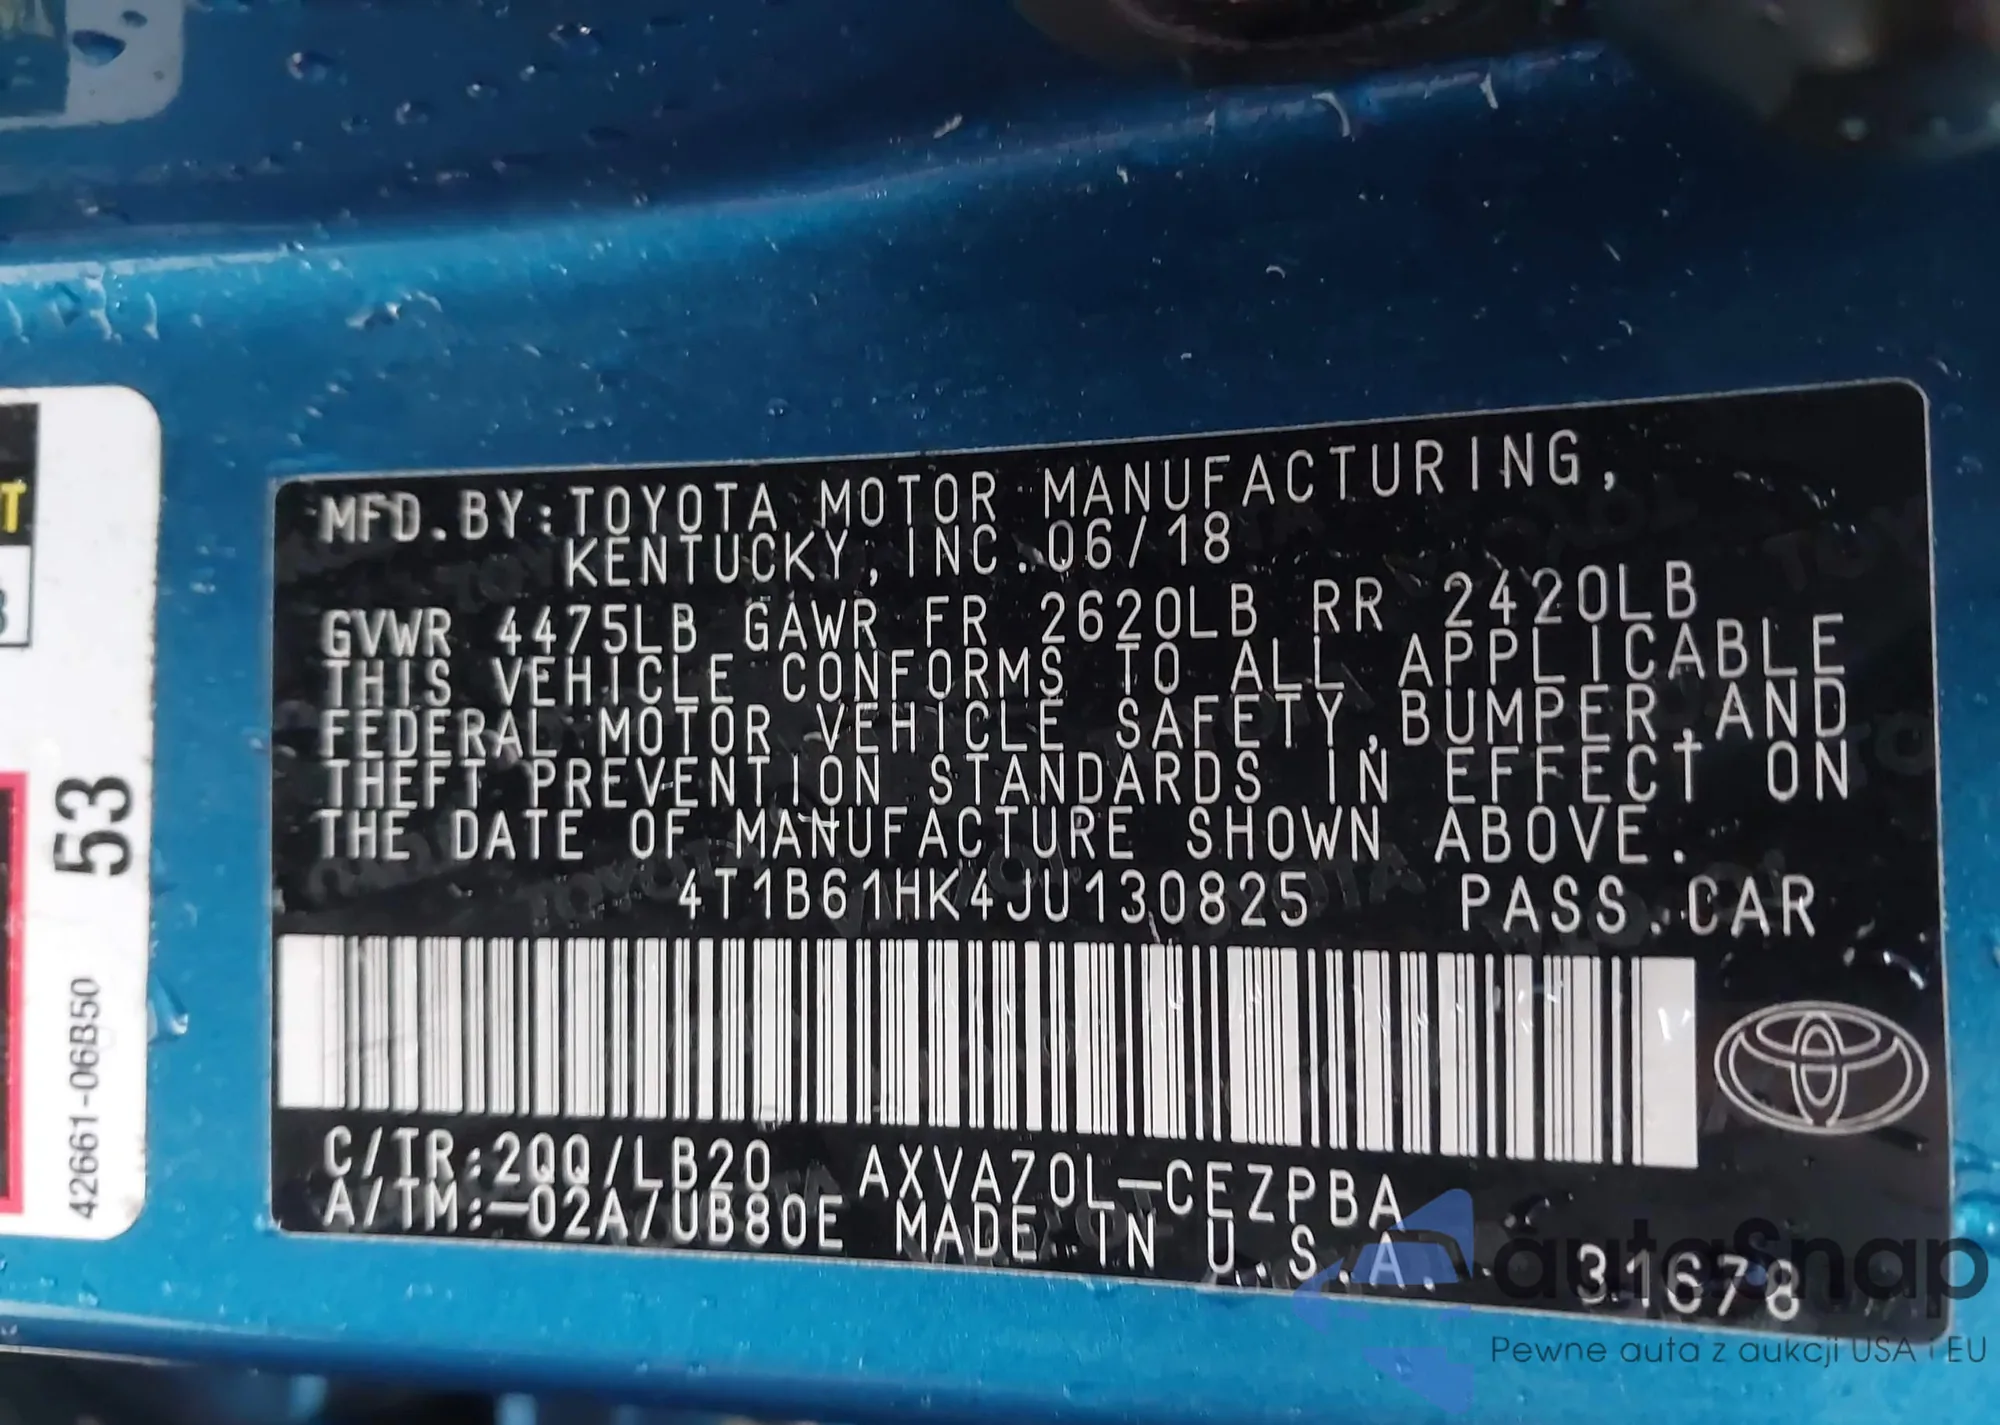 MFD.BY:TOYOTA MOTOR MANUFACTURING,
KENTUCKY, INC. 06/18
GVWR 4475LB GAWR FR 2620LB RR 2420LB
THIS VEHICLE CONFORMS TO ALL APPLICABLE
FEDERAL MOTOR VEHICLE SAFETY,BUMPER,AND
THEFT PREVENTION STANDARDS IN EFFECT ON
THE DATE OF MANUFACTURE SHOWN ABOVE.
4T1B61HK4JU130825 PASS.CAR
C/TR:2QQ/LB20 AXVA70L-CEZPBA
A/TM:-02A/UB80E MADE IN U.S.A.
31678
53
42661-06B50
T
autasnap
Pewne auta z aukcji USA i EU